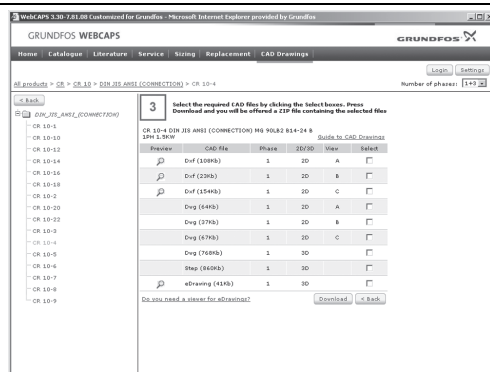 WebCAPS 3.30-7.81.08 Customized for Grundfos - Microsoft Internet Explorer provided by Grundfos
GRUNDFOS WEBCAPS
GRUNDFOS
Home Catalogue Literature Service Sizing Replacement CAD Drawings
Login Settings
All products > CR > CR 10 > DIN JIS ANSI (CONNECTION) > CR 10-4
Number of phases: 1+3
< Back
DIN_JIS_ANSI_(CONNECTION)
CR 10-1
CR 10-10
CR 10-12
CR 10-14
CR 10-16
CR 10-18
CR 10-2
CR 10-20
CR 10-22
CR 10-3
CR 10-4
CR 10-5
CR 10-6
CR 10-7
CR 10-8
CR 10-9
3
Select the required CAD files by clicking the Select boxes. Press
Download and you will be offered a ZIP file containing the selected files
CR 10-4 DIN JIS ANSI (CONNECTION) MG 90LB2 B14-24 B
1PH 1.5KW
Guide to CAD Drawings
Preview CAD file Phase 2D/3D View Select
Dxf (108Kb) 1 2D A
Dxf (23Kb) 1 2D B
Dxf (154Kb) 1 2D C
Dwg (64Kb) 1 2D A
Dwg (37Kb) 1 2D B
Dwg (67Kb) 1 2D C
Dwg (768Kb) 1 3D
Step (860Kb) 1 3D
eDrawing (41Kb) 1 3D
Do you need a viewer for eDrawings?
Download < Back